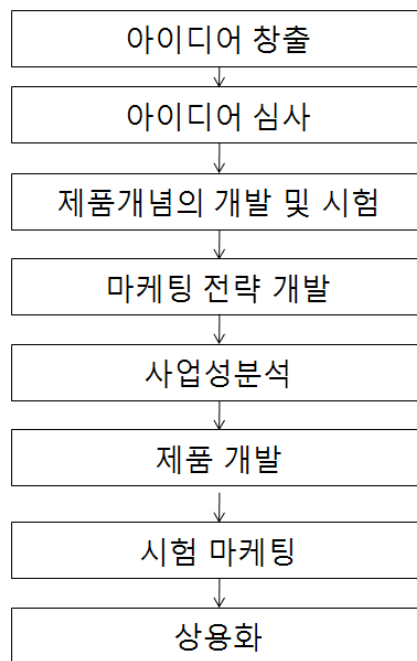 아이디어 창출
아이디어 심사
제품개념의 개발 및 시험
마케팅 전략 개발
사업성분석
제품 개발
시험 마케팅
상용화